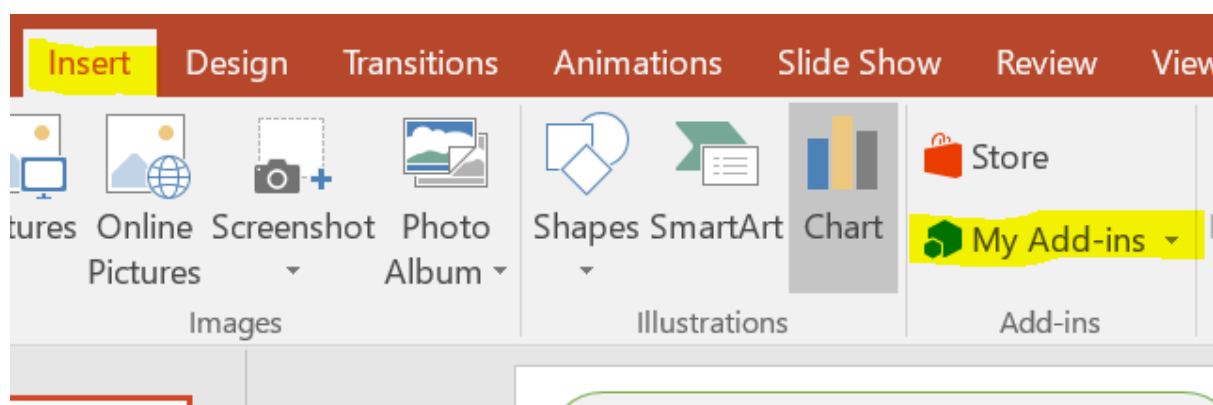 Insert Design Transitions Animations Slide Show Review View
Store
tures Online Screenshot Photo Shapes SmartArt Chart My Add-ins
Pictures Album
Images Illustrations Add-ins